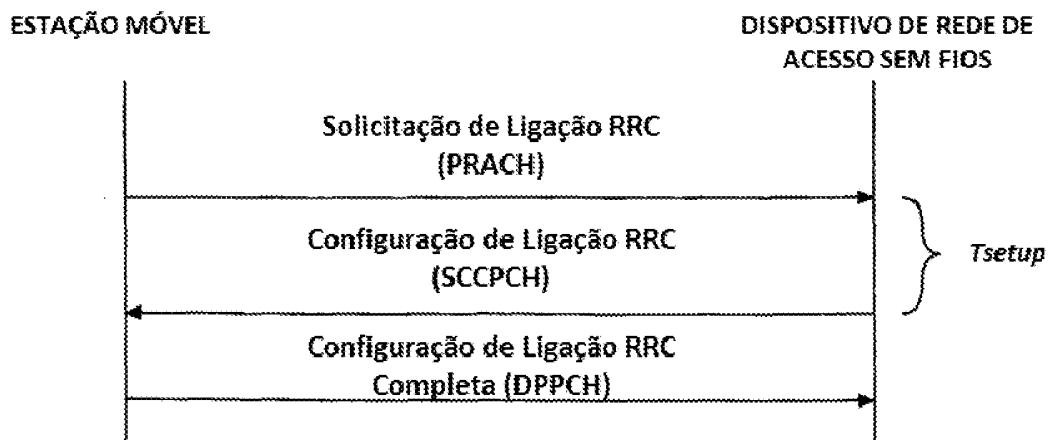 ESTAÇÃO MÓVEL
DISPOSITIVO DE REDE DE
ACESSO SEM FIOS
Solicitação de Ligação RRC
(PRACH)
Configuração de Ligação RRC
(SCCPCH)
Tsetup
Configuração de Ligação RRC
Completa (DPPCH)